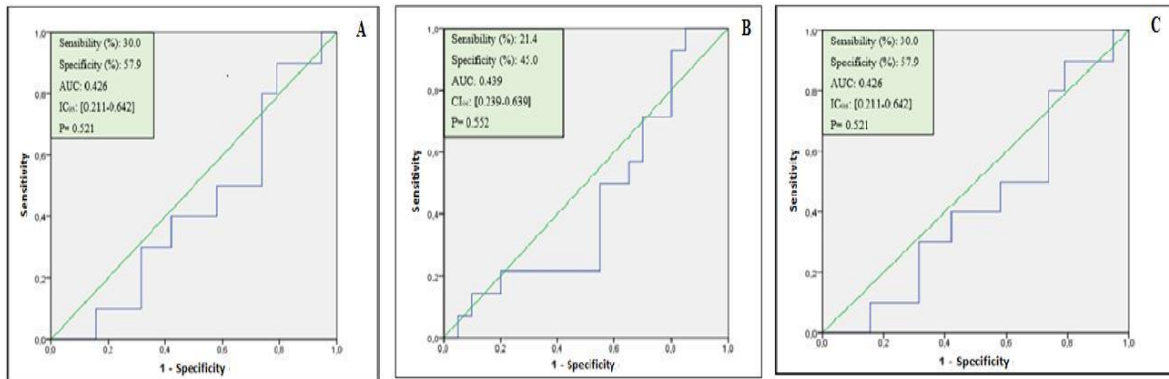 A
Sensibility (%): 30.0
Specificity (%): 57.9
AUC: 0.426
IC₉₅: [0.211-0.642]
P= 0.521
1,0
0,8
0,6
0,4
0,2
0,0
Sensitivity
0,0 0,2 0,4 0,6 0,8 1,0
1 - Specificity
B
Sensibility (%): 21.4
Specificity (%): 45.0
AUC: 0.439
CI₉₅: [0.239-0.639]
P= 0.552
1,0
0,8
0,6
0,4
0,2
0,0
Sensitivity
0,0 0,2 0,4 0,6 0,8 1,0
1 - Specificity
C
Sensibility (%): 30.0
Specificity (%): 57.9
AUC: 0.426
IC₉₅: [0.211-0.642]
P= 0.521
1,0
0,8
0,6
0,4
0,2
0,0
Sensitivity
0,0 0,2 0,4 0,6 0,8 1,0
1 - Specificity